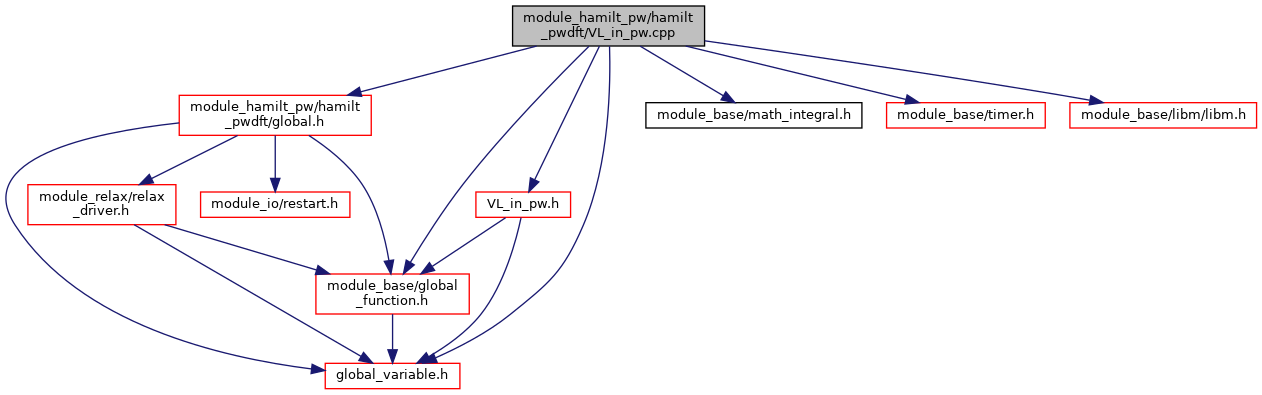 module_hamilt_pw/hamilt
_pwdft/VL_in_pw.cpp
module_hamilt_pw/hamilt
_pwdft/global.h
module_base/math_integral.h
module_base/timer.h
module_base/libm/libm.h
module_relax/relax
_driver.h
module_io/restart.h
VL_in_pw.h
module_base/global
_function.h
global_variable.h